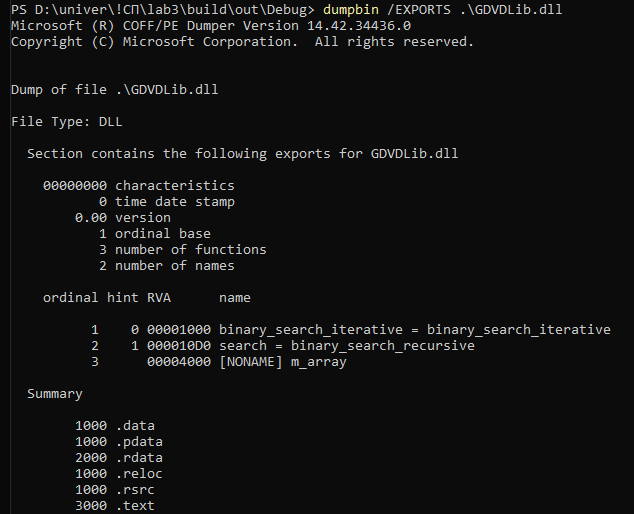 PS D:\univer\!СП\lab3\build\out\Debug> dumpbin /EXPORTS .\GDVDLib.dll
Microsoft (R) COFF/PE Dumper Version 14.42.34436.0
Copyright (C) Microsoft Corporation.  All rights reserved.
Dump of file .\GDVDLib.dll
File Type: DLL
  Section contains the following exports for GDVDLib.dll
    00000000 characteristics
           0 time date stamp
        0.00 version
           1 ordinal base
           3 number of functions
           2 number of names
    ordinal hint RVA      name
          1    0 00001000 binary_search_iterative = binary_search_iterative
          2    1 000010D0 search = binary_search_recursive
          3      00004000 [NONAME] m_array
  Summary
        1000 .data
        1000 .pdata
        2000 .rdata
        1000 .reloc
        1000 .rsrc
        3000 .text